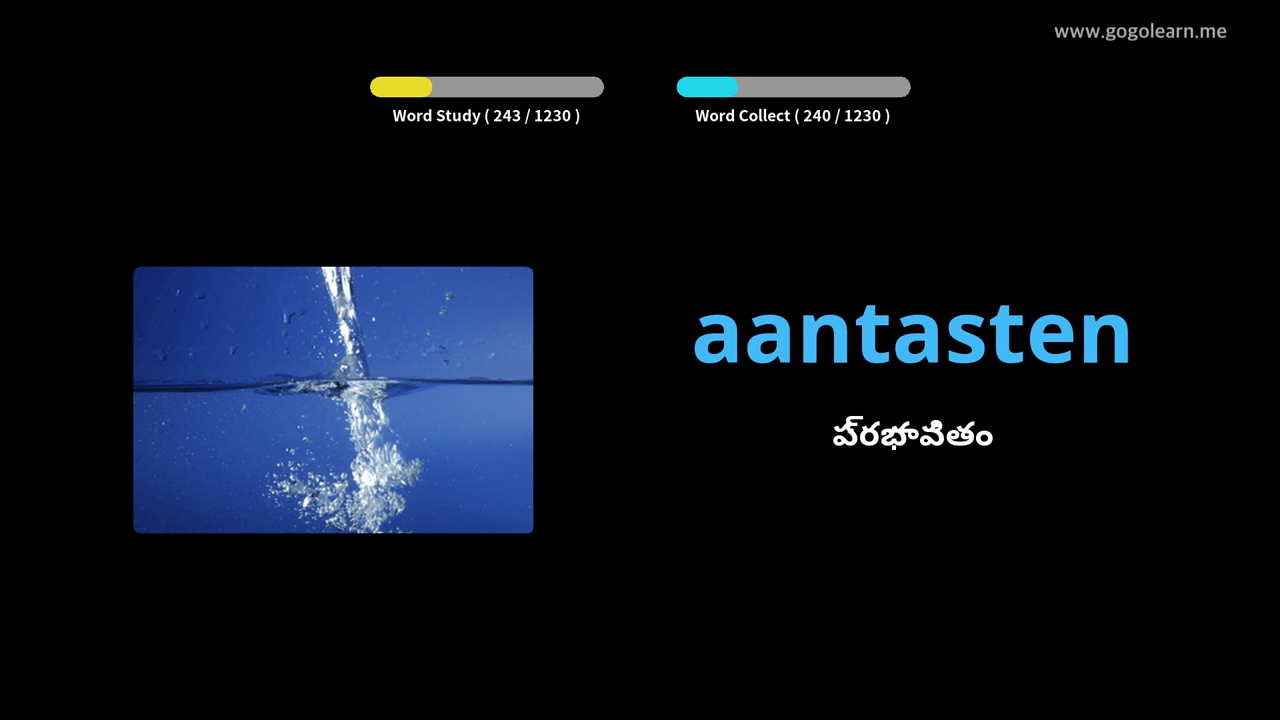 www.gogolearn.me
Word Study ( 243 / 1230 )
Word Collect ( 240 / 1230 )
aantasten
ప్రభావితం